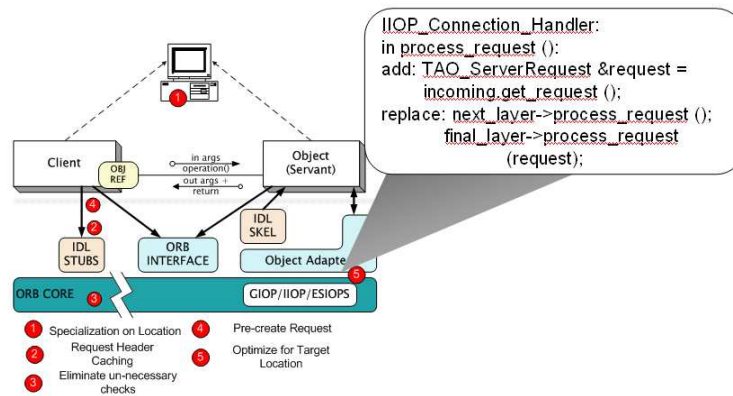 IIOP_Connection_Handler:
in process_request ():
add: TAO_ServerRequest &request =
incoming.get_request ();
replace: next_layer->process_request ();
final_layer->process_request
(request);
1
Client
OBJ
REF
in args
operation()
out args +
return
Object
(Servant)
4
2
IDL
STUBS
ORB
INTERFACE
IDL
SKEL
Object Adapte
5
ORB CORE
3
GIOP/IIOP/ESIOPS
1 Specialization on Location
2 Request Header
Caching
3 Eliminate un-necessary
checks
4 Pre-create Request
5 Optimize for Target
Location